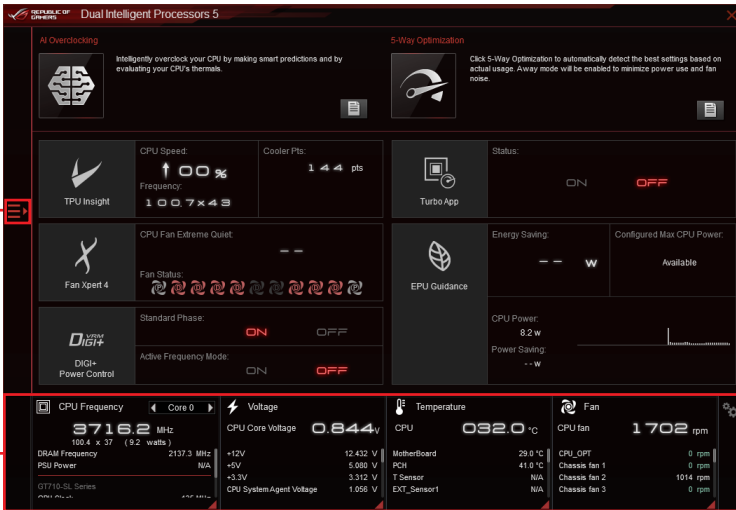 REPUBLIC OF GAMERS Dual Intelligent Processors 5
AI Overclocking
Intelligently overclock your CPU by making smart predictions and by
evaluating your CPU's thermals.
5-Way Optimization
Click 5-Way Optimization to automatically detect the best settings based on
actual usage. Away mode will be enabled to minimize power use and fan
noise.
TPU Insight
CPU Speed:
00%
Frequency:
100.7x43
Cooler Pts:
144 pts
Turbo App
Status:
ON OFF
Fan Xpert 4
CPU Fan Extreme Quiet:
--
Fan Status:
EPU Guidance
Energy Saving:
-- w
Configured Max CPU Power:
Available
CPU Power:
8.2 w
Power Saving:
- - w
DIGI+ VRM
DIGI+
Power Control
Standard Phase:
ON OFF
Active Frequency Mode:
ON OFF
CPU Frequency Core 0
3716.2 MHz
100.4 x 37 (9.2 watts)
DRAM Frequency 2137.3 MHz
PSU Power N/A
GT710-SL Series
Voltage
CPU Core Voltage 0.844v
+12V 12.432 V
+5V 5.080 V
+3.3V 3.312 V
CPU System Agent Voltage 1.056 V
Temperature
CPU 032.0 °C
MotherBoard 29.0 °C
PCH 41.0 °C
T Sensor N/A
EXT_Sensor1 N/A
Fan
CPU fan 1702 rpm
CPU_OPT 0 rpm
Chassis fan 1 0 rpm
Chassis fan 2 1014 rpm
Chassis fan 3 0 rpm